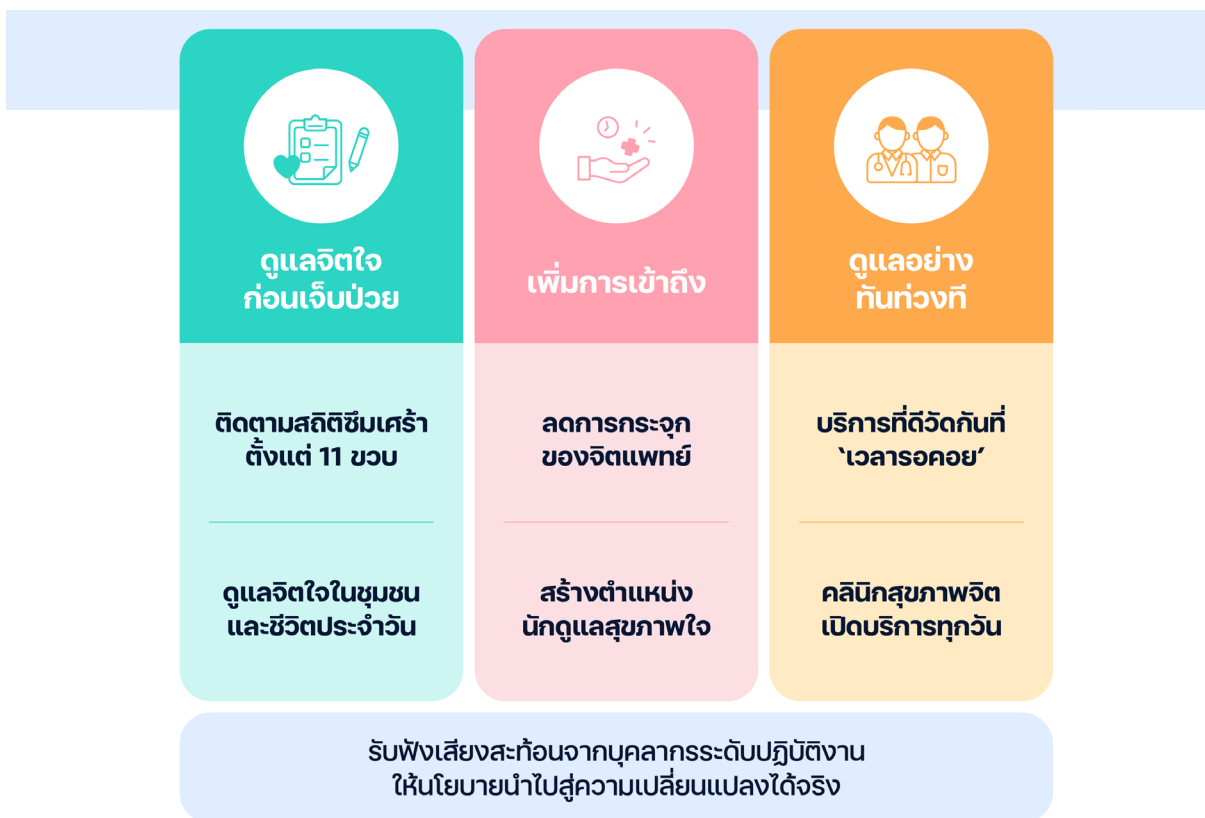 ดูแลจิตใจ
ก่อนเจ็บป่วย
เพิ่มการเข้าถึง
ดูแลอย่าง
ทันท่วงที
ติดตามสถิติซึมเศร้า
ตั้งแต่ 11 ขวบ
ดูแลจิตใจในชุมชน
และชีวิตประจำวัน
ลดการกระจุก
ของจิตแพทย์
สร้างตำแหน่ง
นักดูแลสุขภาพใจ
บริการที่ดีวัดกันที่
‘เวลารอคอย’
คลินิกสุขภาพจิต
เปิดบริการทุกวัน
รับฟังเสียงสะท้อนจากบุคลากรระดับปฏิบัติงาน
ให้นโยบายนำไปสู่ความเปลี่ยนแปลงได้จริง